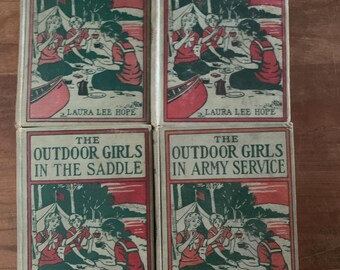 LAURA LEE HOPE
LAURA LEE HOPE
THE
OUTDOOR GIRLS
IN THE SADDLE
THE
OUTDOOR GIRLS
IN ARMY SERVICE